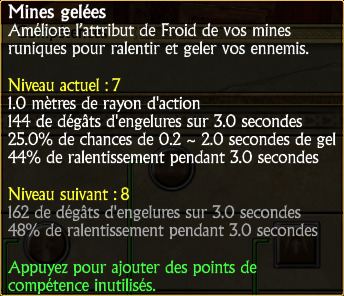 Mines gelées
Améliore l'attribut de Froid de vos mines
runiques pour ralentir et geler vos ennemis.
Niveau actuel : 7
1.0 mètres de rayon d'action
144 de dégâts d'engelures sur 3.0 secondes
25.0% de chances de 0.2 ~ 2.0 secondes de gel
44% de ralentissement pendant 3.0 secondes
Niveau suivant : 8
162 de dégâts d'engelures sur 3.0 secondes
48% de ralentissement pendant 3.0 secondes
Appuyez pour ajouter des points de
compétence inutilisés.